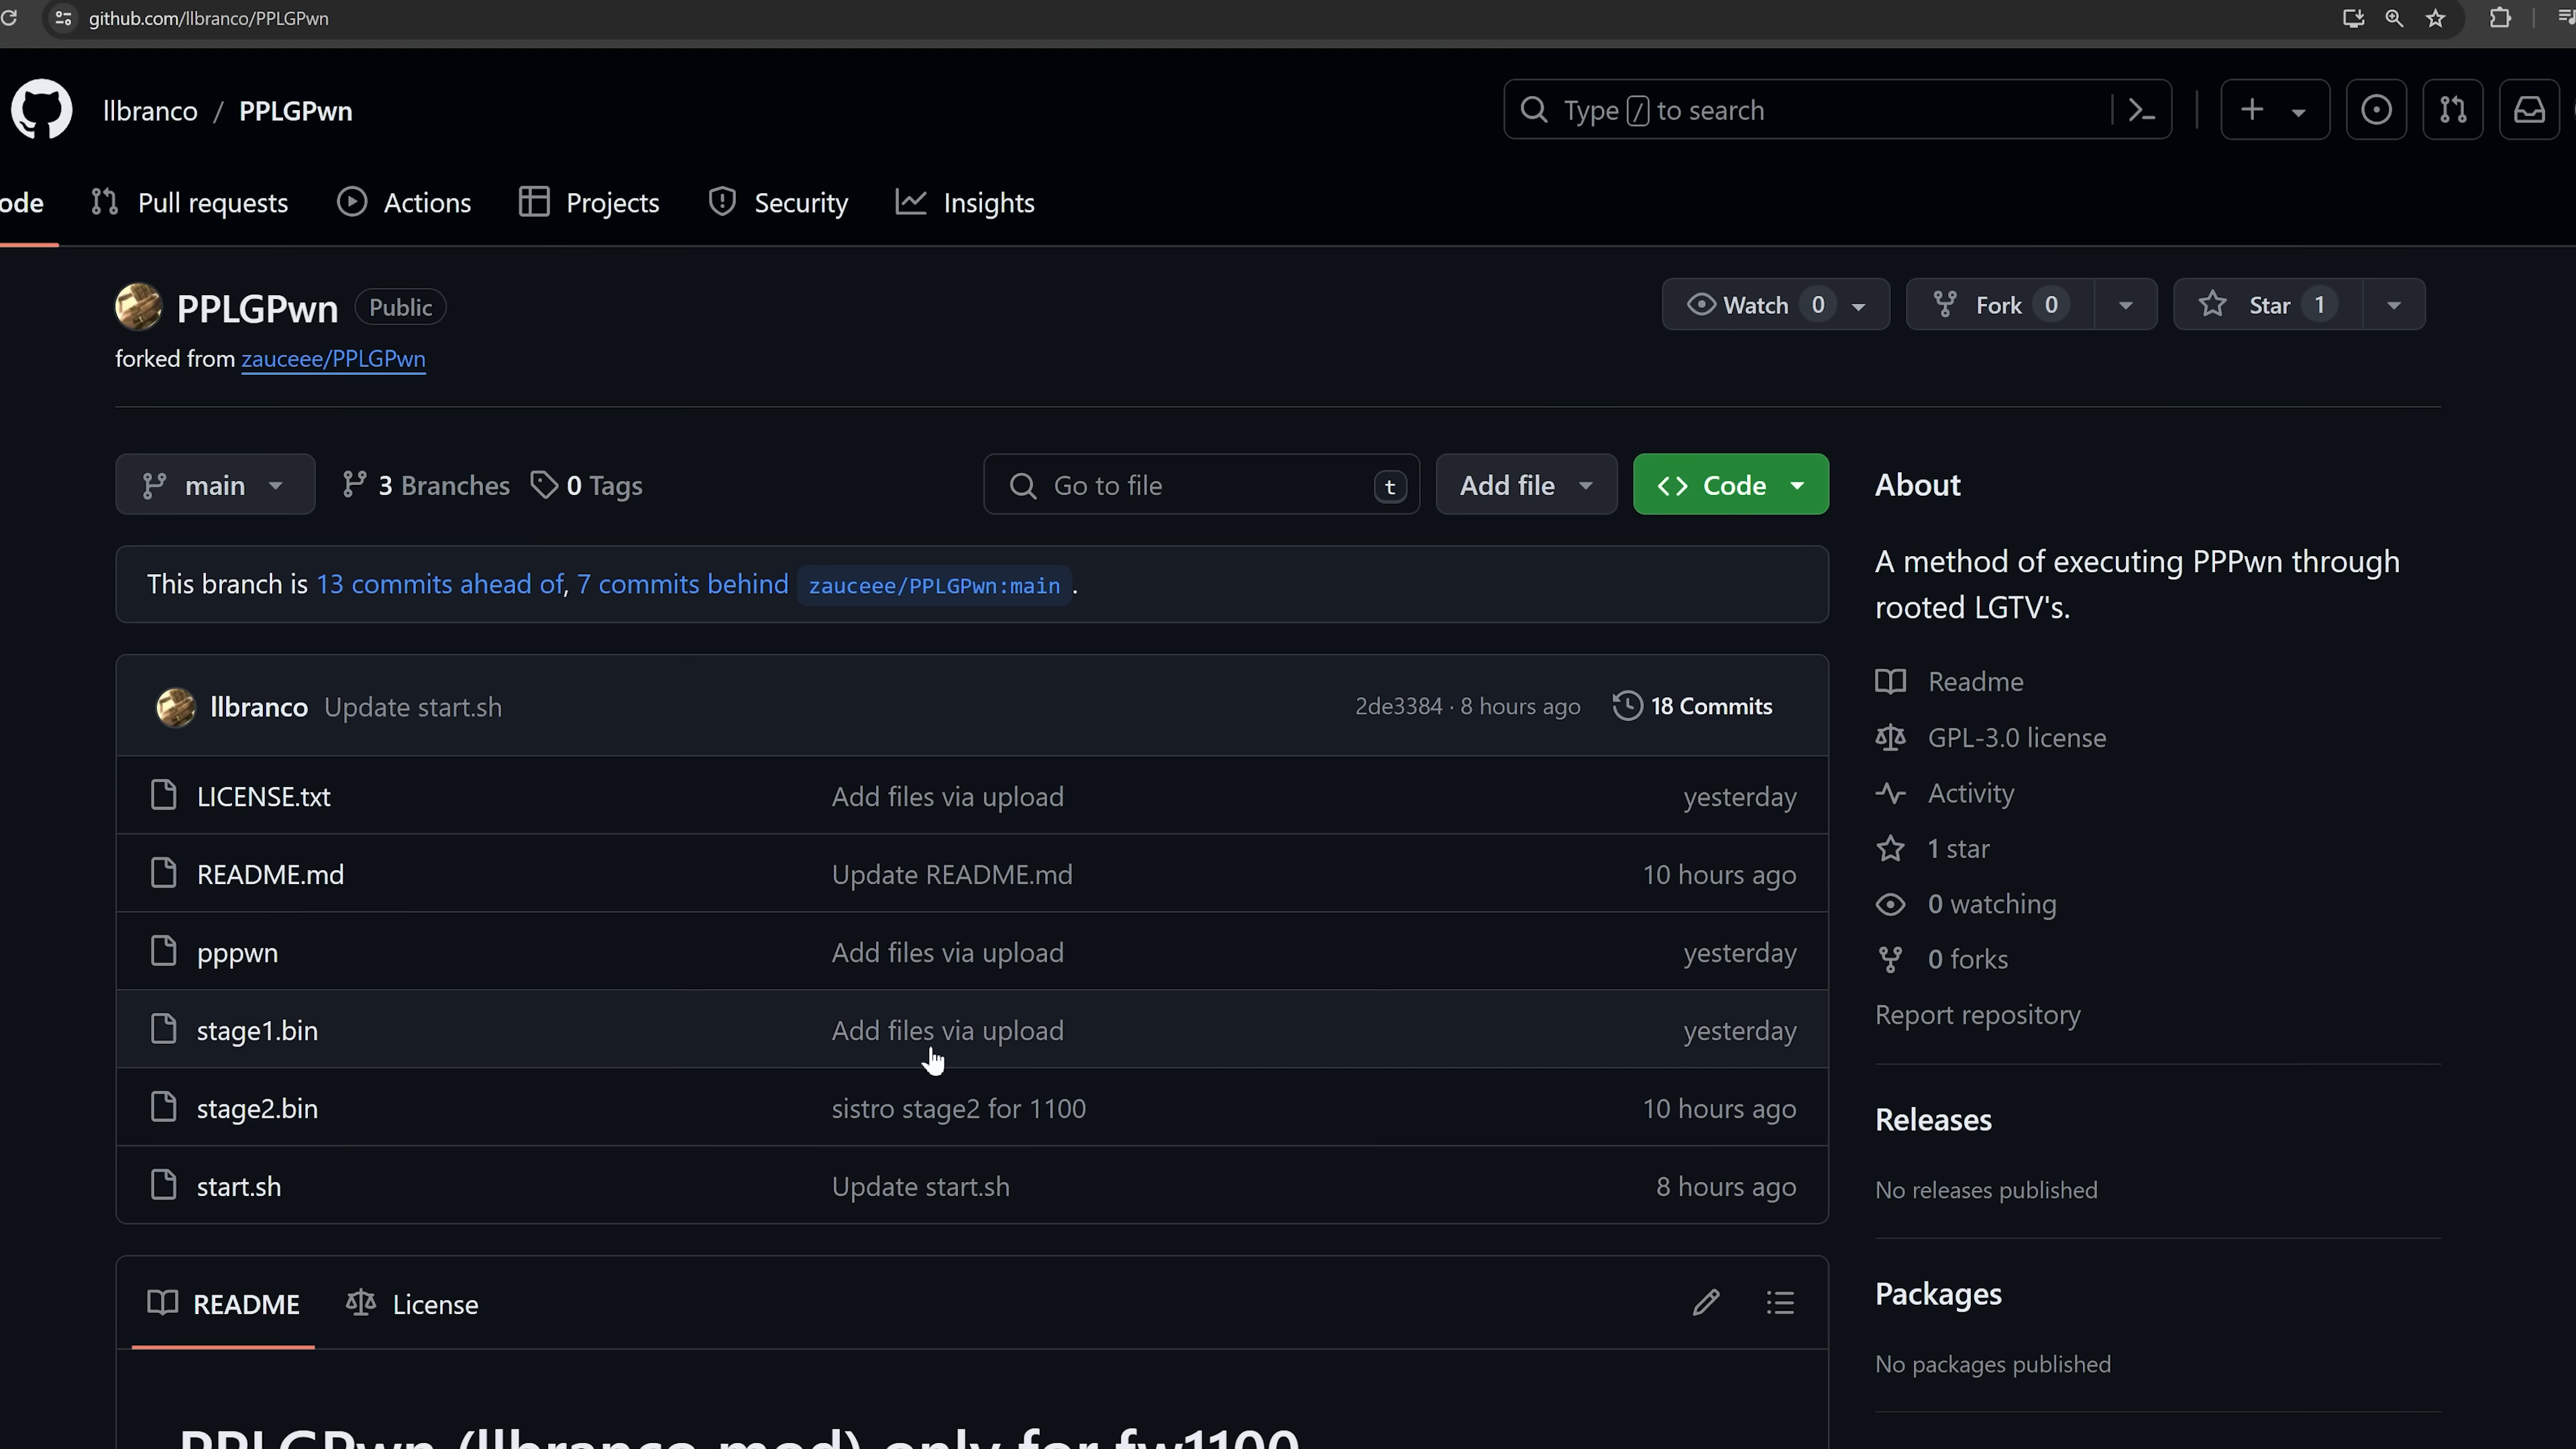 github.com/llbranco/PPLGPwn
llbranco / PPLGPwn
Type / to search
ode
Pull requests
Actions
Projects
Security
Insights
PPLGPwn
Public
Watch 0
Fork 0
Star 1
forked from zauceee/PPLGPwn
main
3 Branches
0 Tags
Go to file
t
Add file
Code
This branch is 13 commits ahead of, 7 commits behind zauceee/PPLGPwn:main .
llbranco Update start.sh 2de3384 · 8 hours ago 18 Commits
LICENSE.txt Add files via upload yesterday
README.md Update README.md 10 hours ago
pppwn Add files via upload yesterday
stage1.bin Add files via upload yesterday
stage2.bin sistro stage2 for 1100 10 hours ago
start.sh Update start.sh 8 hours ago
README
License
PPLGPwn (llbranco mod) only for fw1100
About
A method of executing PPPwn through
rooted LGTV's.
Readme
GPL-3.0 license
Activity
1 star
0 watching
0 forks
Report repository
Releases
No releases published
Packages
No packages published